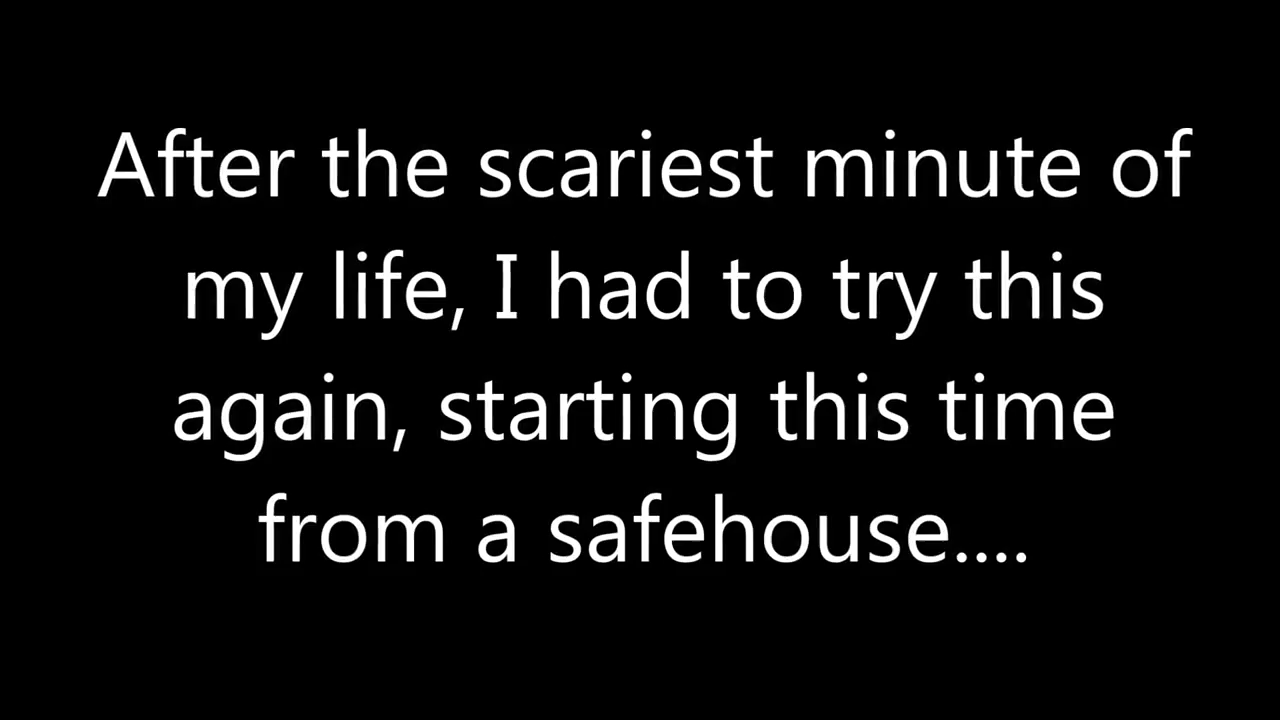 After the scariest minute of
my life, I had to try this
again, starting this time
from a safehouse....